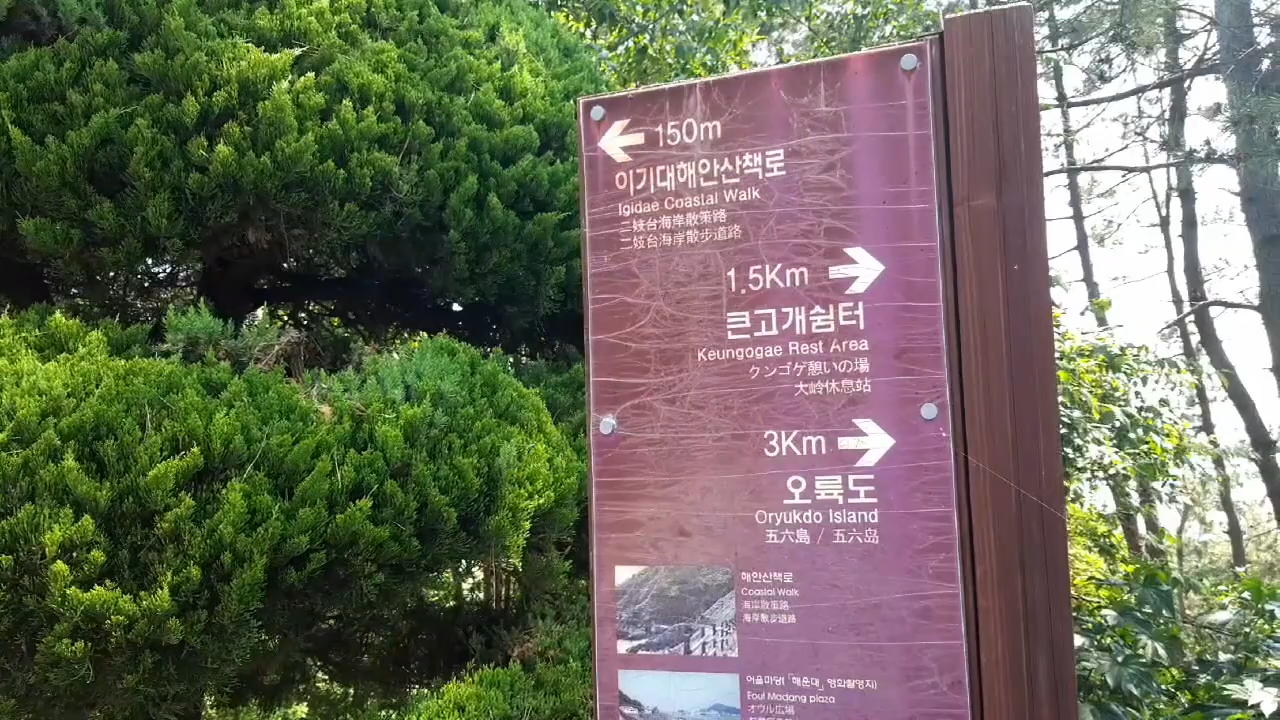 150m
이기대해안산책로
Igidae Coastal Walk
二妓台海岸散策路
二妓台海岸散步道路
1.5Km
큰고개쉼터
Keungogae Rest Area
クンゴゲ憩いの場
大岭休息站
3Km
오륙도
Oryukdo Island
五六島 / 五六岛
해안산책로
Coastal Walk
海岸散策路
海岸散步道路
어울마당(「해운대」영화촬영지)
Eoul Madang plaza
オウル広場